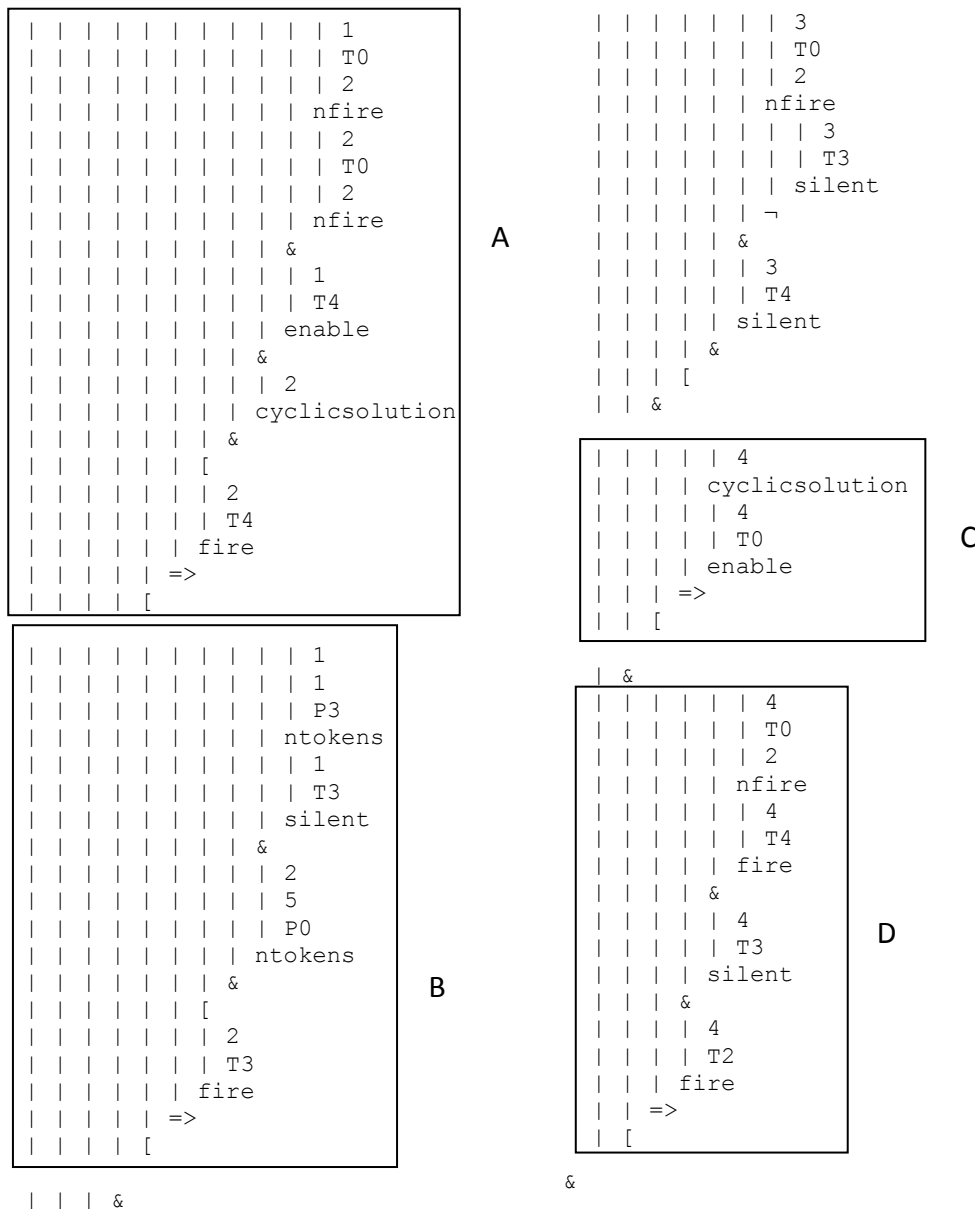 | | | | | | | | | | | 1
| | | | | | | | | | | T0
| | | | | | | | | | | 2
| | | | | | | | | | nfire
| | | | | | | | | | | 2
| | | | | | | | | | | T0
| | | | | | | | | | | 2
| | | | | | | | | | nfire
| | | | | | | | | &
| | | | | | | | | | 1
| | | | | | | | | | T4
| | | | | | | | | enable
| | | | | | | | &
| | | | | | | | | 2
| | | | | | | | cyclicsolution
| | | | | | | &
| | | | | | [
| | | | | | | 2
| | | | | | | T4
| | | | | | fire
| | | | | =>
| | | | [
A
| | | | | | | | | | 1
| | | | | | | | | | 1
| | | | | | | | | | P3
| | | | | | | | | ntokens
| | | | | | | | | | 1
| | | | | | | | | | T3
| | | | | | | | | silent
| | | | | | | | &
| | | | | | | | | 2
| | | | | | | | | 5
| | | | | | | | | P0
| | | | | | | | ntokens
| | | | | | | &
| | | | | | [
| | | | | | | 2
| | | | | | | T3
| | | | | | fire
| | | | | =>
| | | | [
B
| | | &
| | | | | | | 3
| | | | | | | T0
| | | | | | | 2
| | | | | | nfire
| | | | | | | | 3
| | | | | | | | T3
| | | | | | | silent
| | | | | | ¬
| | | | | &
| | | | | | 3
| | | | | | T4
| | | | | silent
| | | | &
| | | [
| | &
| | | | | 4
| | | | cyclicsolution
| | | | | 4
| | | | | T0
| | | | enable
| | | =>
| | [
C
| &
| | | | | | 4
| | | | | | T0
| | | | | | 2
| | | | | nfire
| | | | | | 4
| | | | | | T4
| | | | | fire
| | | | &
| | | | | 4
| | | | | T3
| | | | silent
| | | &
| | | | 4
| | | | T2
| | | fire
| | =>
| [
D
&